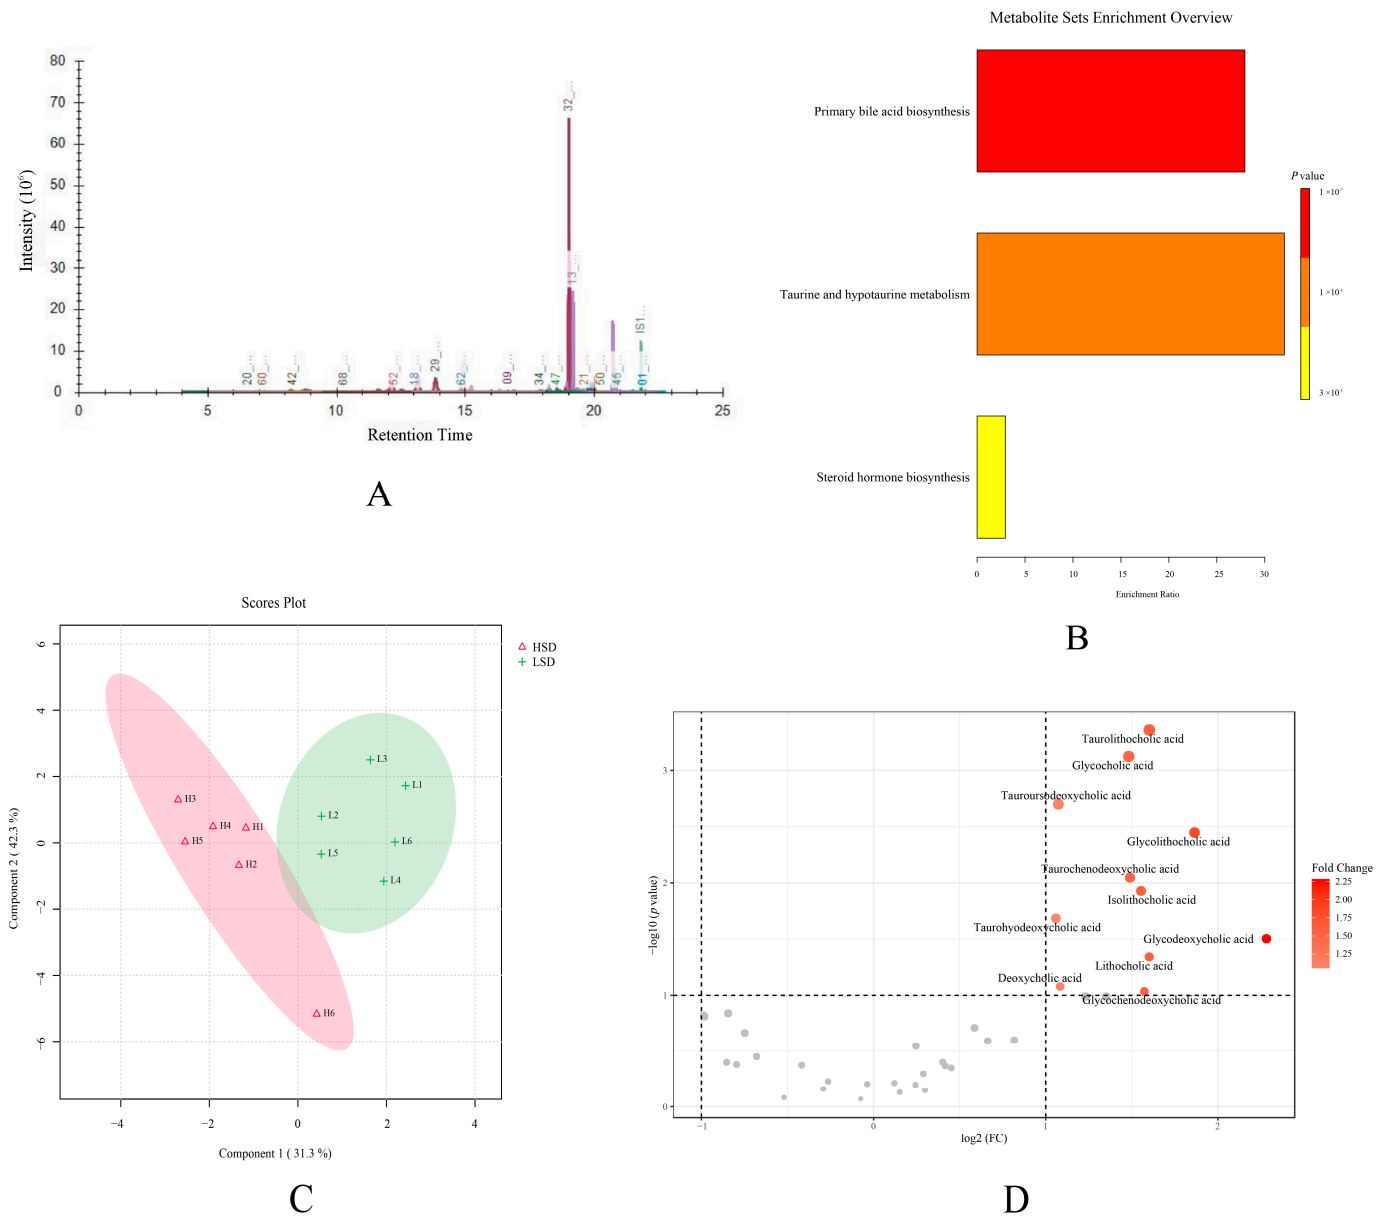 80
70
60
50
40
30
20
10
0
Intensity (10⁶)
20_...
60_...
42_...
68_...
52_...
18_...
29_...
62_...
09_...
34_...
47_...
32_...
13_...
21_...
50_...
45_...
IS1...
01_...
0 5 10 15 20 25
Retention Time
A
Metabolite Sets Enrichment Overview
Primary bile acid biosynthesis
Taurine and hypotaurine metabolism
Steroid hormone biosynthesis
P value
0 5 10 15 20 25 30
Enrichment Ratio
B
Scores Plot
HSD
LSD
6
4
2
0
−2
−4
−6
Component 2 ( 42.3 %)
L3
L1
H3
L2
H4
H1
H5
L6
L5
H2
L4
H6
−4 −2 0 2 4
Component 1 ( 31.3 %)
C
Taurolithocholic acid
Glycocholic acid
Tauroursodeoxycholic acid
Glycolithocholic acid
Taurochenodeoxycholic acid
Isolithocholic acid
Taurohyodeoxycholic acid
Glycodeoxycholic acid
Lithocholic acid
Deoxycholic acid
Glycochenodeoxycholic acid
3
2
1
0
−log10 (p value)
−1 0 1 2
log2 (FC)
Fold Change
2.25
2.00
1.75
1.50
1.25
D